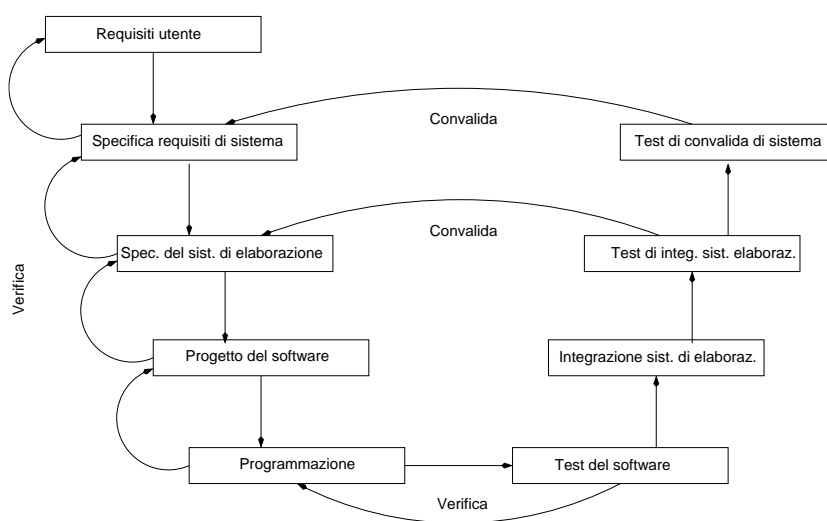 Requisiti utente
Convalida
Specifica requisiti di sistema
Test di convalida di sistema
Convalida
Spec. del sist. di elaborazione
Test di integ. sist. elaboraz.
Verifica
Progetto del software
Integrazione sist. di elaboraz.
Programmazione
Test del software
Verifica